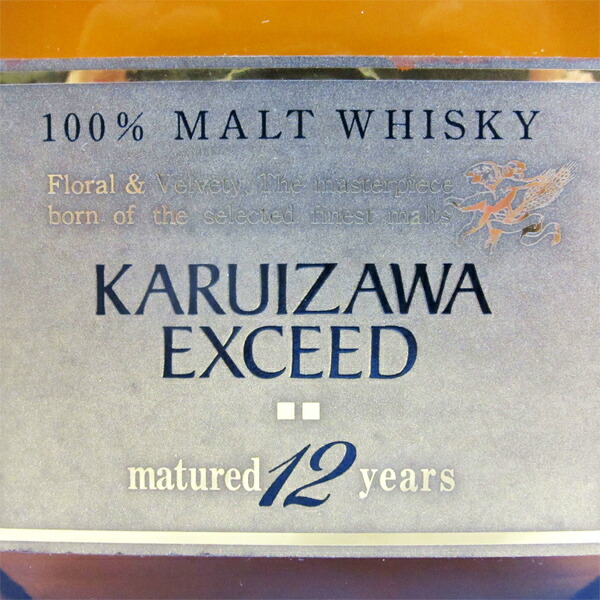 100% MALT WHISKY
Floral & Velvety. The masterpiece
born of the selected finest malts
KARUIZAWA
EXCEED
matured 12 years